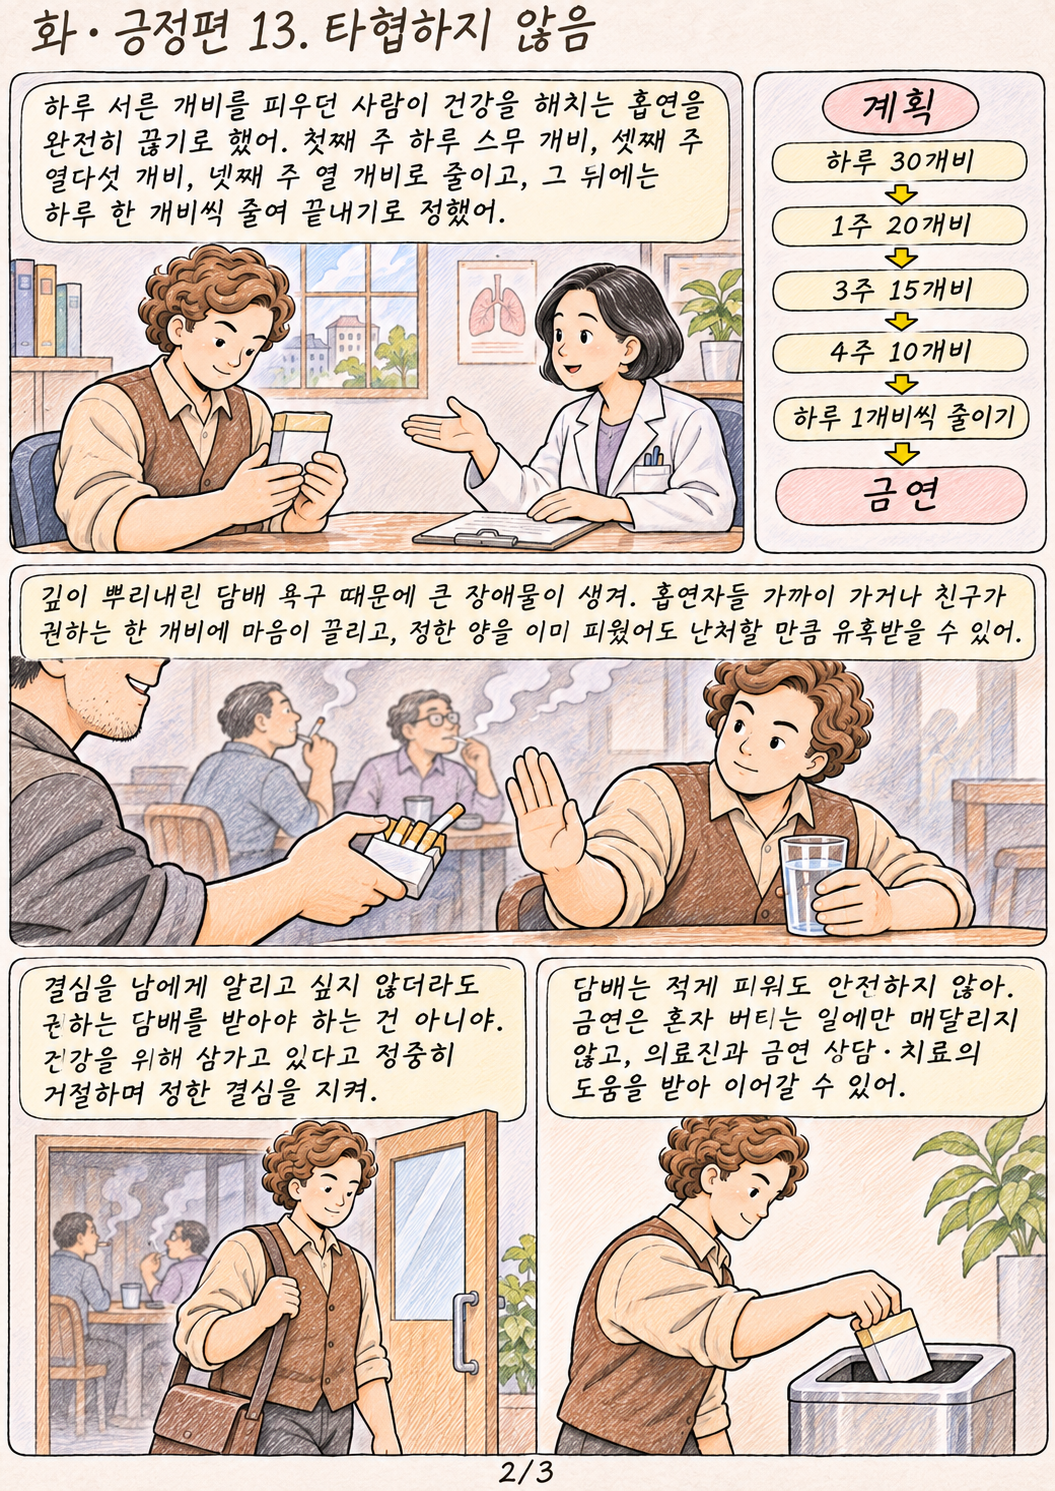 화·긍정편 13. 타협하지 않음
하루 서른 개비를 피우던 사람이 건강을 해치는 흡연을
완전히 끊기로 했어. 첫째 주 하루 스무 개비, 셋째 주
열다섯 개비, 넷째 주 열 개비로 줄이고, 그 뒤에는
하루 한 개비씩 줄여 끝내기로 정했어.
계획
하루 30개비
1주 20개비
3주 15개비
4주 10개비
하루 1개비씩 줄이기
금연
깊이 뿌리내린 담배 욕구 때문에 큰 장애물이 생겨. 흡연자들 가까이 가거나 친구가
권하는 한 개비에 마음이 끌리고, 정한 양을 이미 피웠어도 난처할 만큼 유혹받을 수 있어.
결심을 남에게 알리고 싶지 않더라도
권하는 담배를 받아야 하는 건 아니야.
건강을 위해 삼가고 있다고 정중히
거절하며 정한 결심을 지켜.
담배는 적게 피워도 안전하지 않아.
금연은 혼자 버티는 일에만 매달리지
않고, 의료진과 금연 상담·치료의
도움을 받아 이어갈 수 있어.
2/3